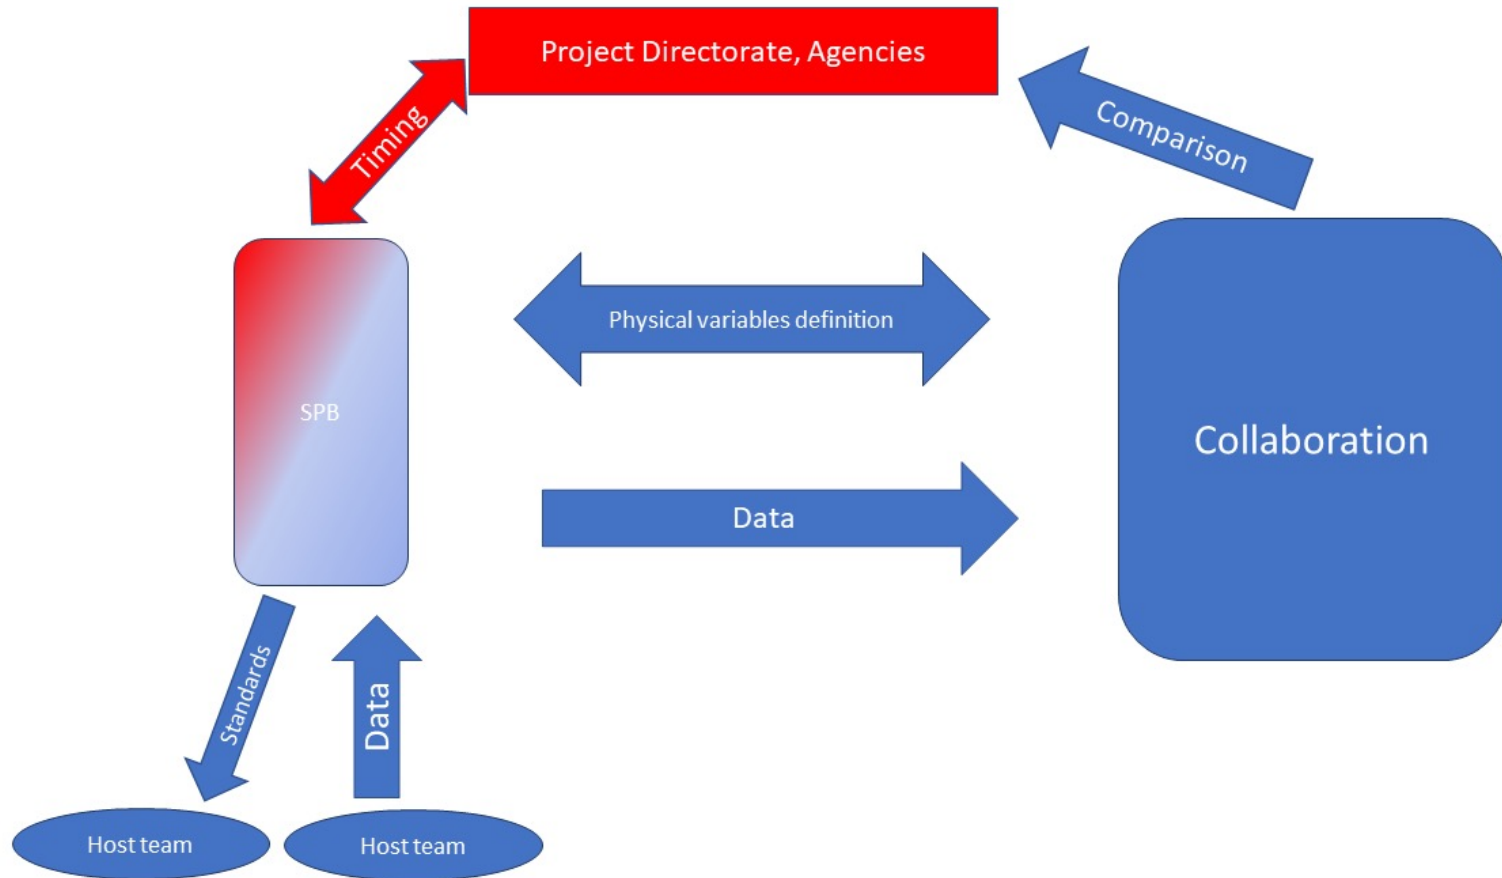 Project Directorate, Agencies
Timing
Comparison
Physical variables definition
SPB
Collaboration
Data
Standards
Data
Host team
Host team